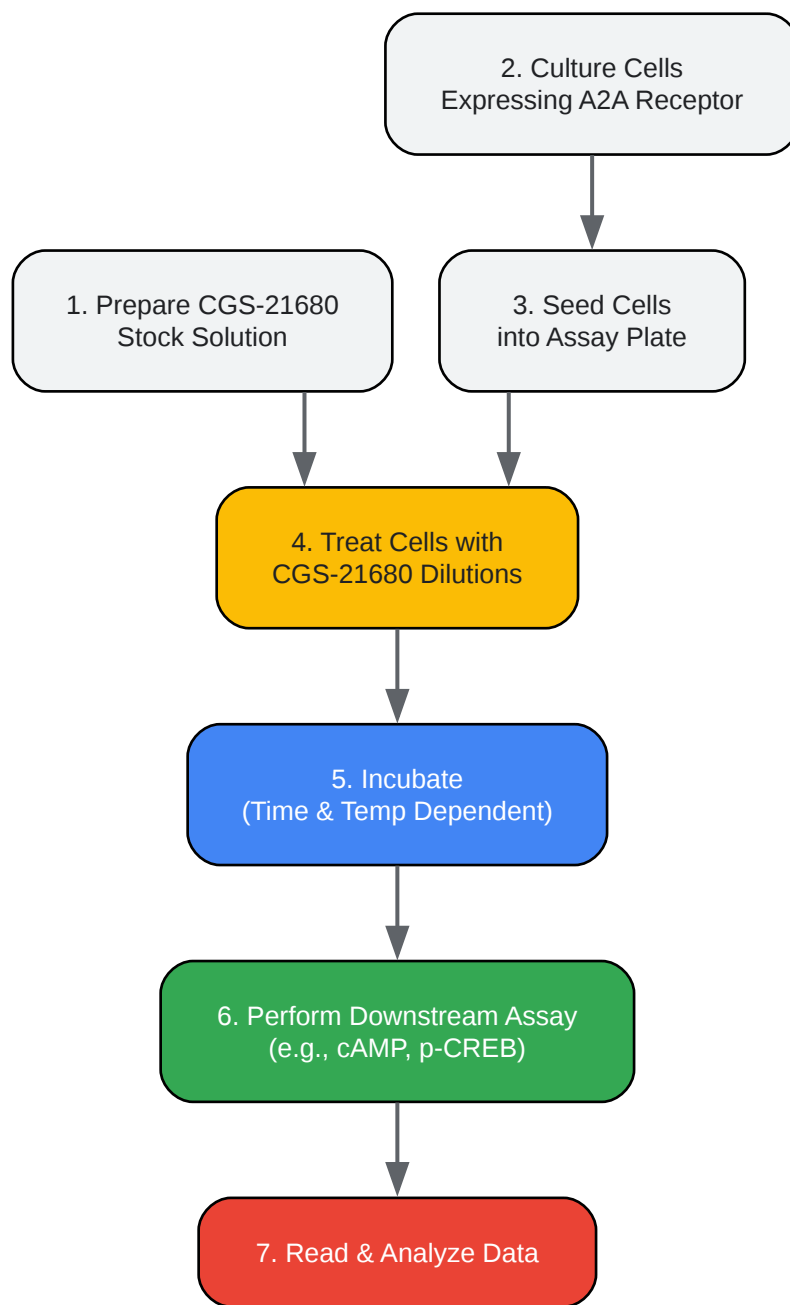 2. Culture Cells
Expressing A2A Receptor
1. Prepare CGS-21680
Stock Solution
3. Seed Cells
into Assay Plate
4. Treat Cells with
CGS-21680 Dilutions
5. Incubate
(Time & Temp Dependent)
6. Perform Downstream Assay
(e.g., cAMP, p-CREB)
7. Read & Analyze Data